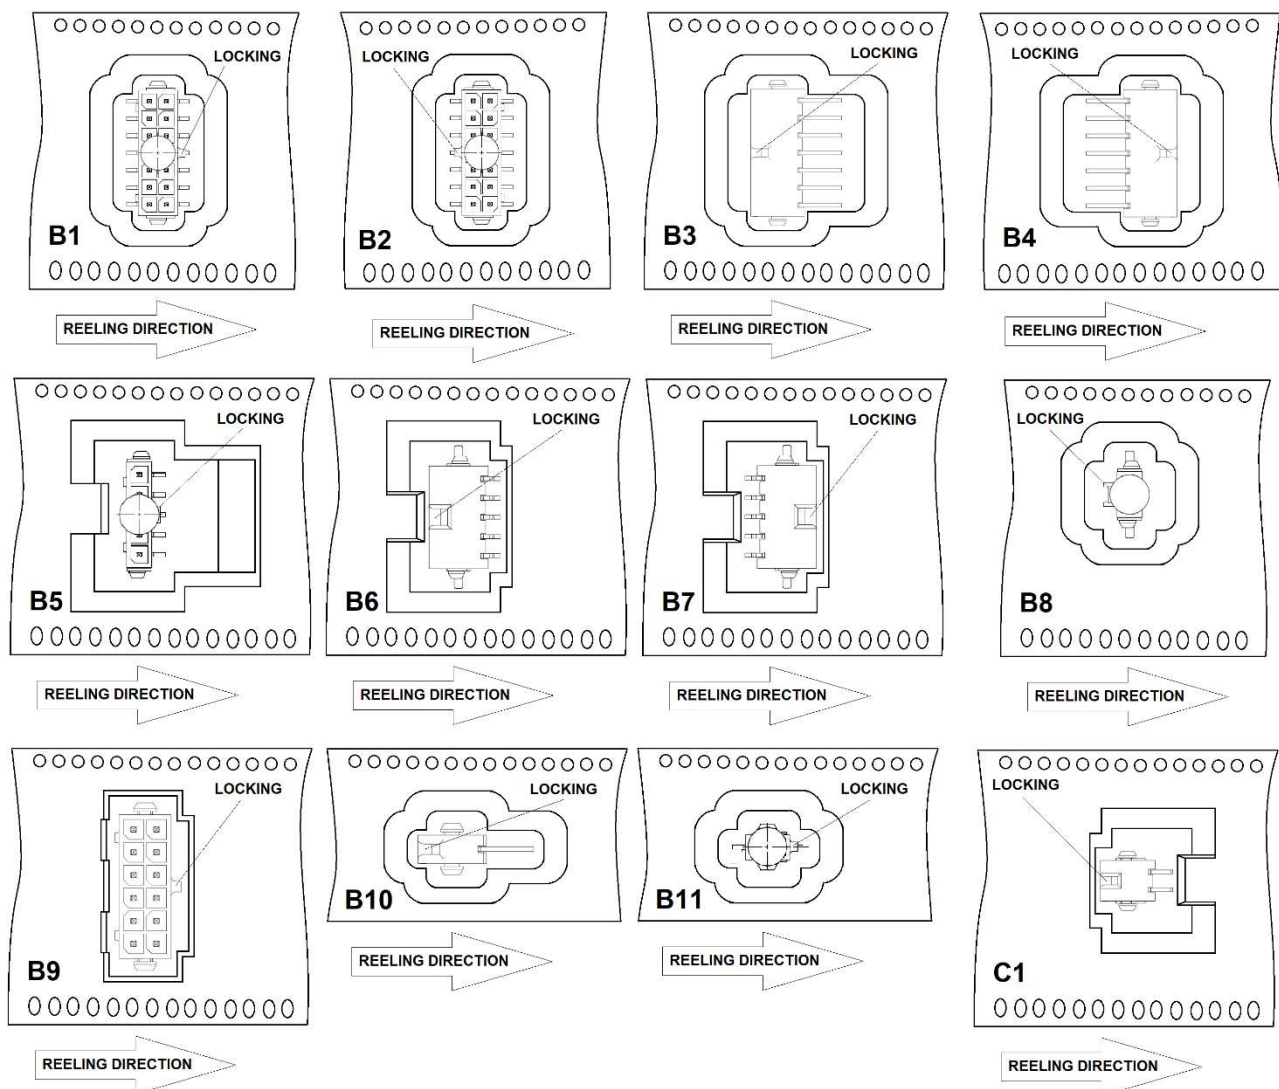 LOCKING
B1
REELING DIRECTION
LOCKING
B2
REELING DIRECTION
LOCKING
B3
REELING DIRECTION
LOCKING
B4
REELING DIRECTION
LOCKING
B5
REELING DIRECTION
LOCKING
B6
REELING DIRECTION
LOCKING
B7
REELING DIRECTION
LOCKING
B8
REELING DIRECTION
LOCKING
B9
REELING DIRECTION
LOCKING
B10
REELING DIRECTION
LOCKING
B11
REELING DIRECTION
LOCKING
C1
REELING DIRECTION